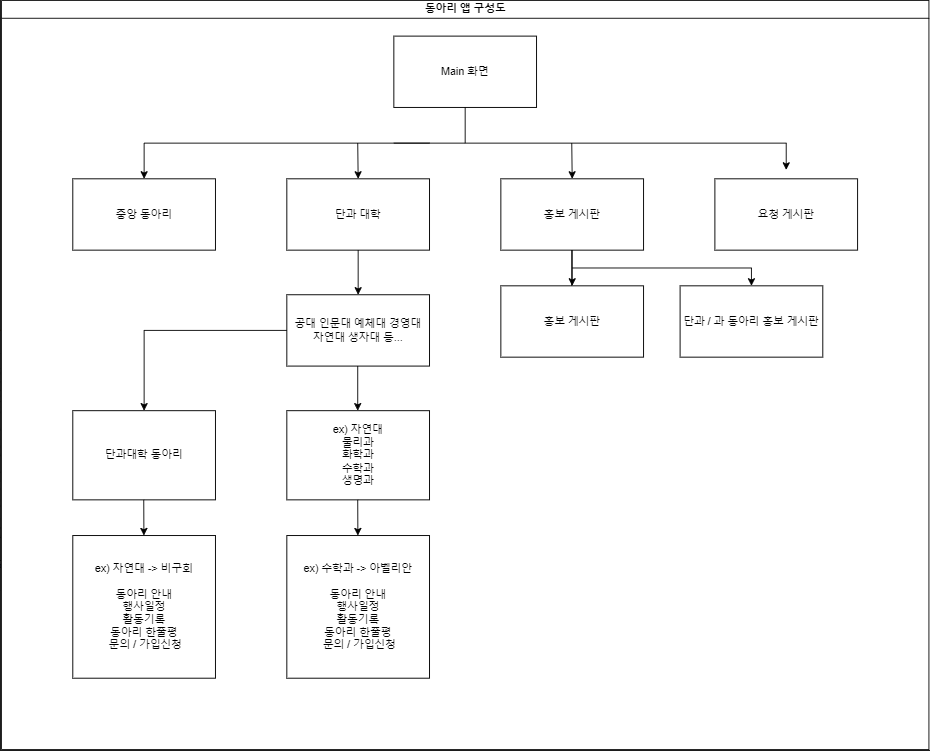 동아리 앱 구성도
Main 화면
중앙 동아리
단과 대학
홍보 게시판
요청 게시판
공대 인문대 예체대 경영대
자연대 생자대 등...
홍보 게시판
단과 / 과 동아리 홍보 게시판
단과대학 동아리
ex) 자연대
물리과
화학과
수학과
생명과
ex) 자연대 -> 비구회
동아리 안내
행사일정
활동기록
동아리 한줄평
문의 / 가입신청
ex) 수학과 -> 아벨리안
동아리 안내
행사일정
활동기록
동아리 한줄평
문의 / 가입신청